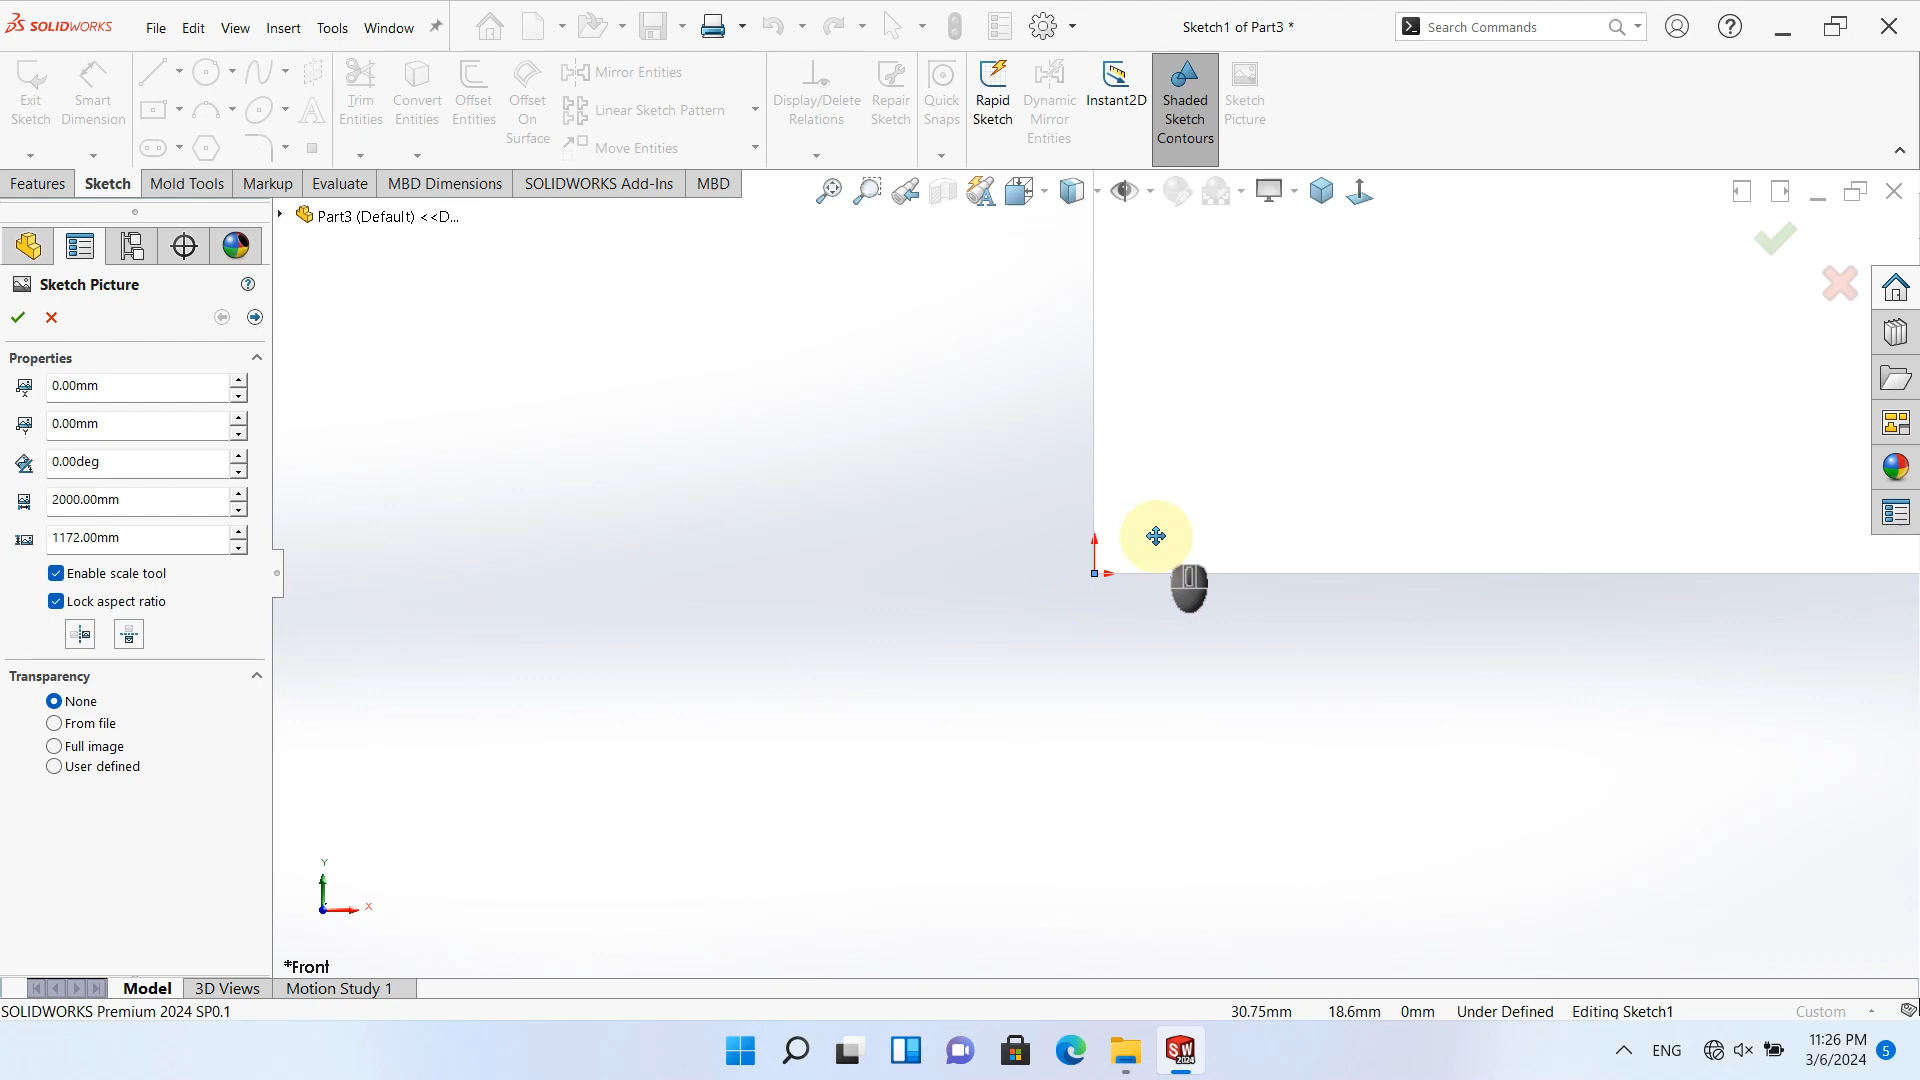 SOLIDWORKS File Edit View Insert Tools Window
Sketch1 of Part3 *
Search Commands
Exit Sketch
Smart Dimension
Trim Entities
Convert Entities
Offset Entities
Offset On Surface
Mirror Entities
Linear Sketch Pattern
Move Entities
Display/Delete Relations
Repair Sketch
Quick Snaps
Rapid Sketch
Dynamic Mirror Entities
Instant2D
Shaded Sketch Contours
Sketch Picture
Features Sketch Mold Tools Markup Evaluate MBD Dimensions SOLIDWORKS Add-Ins MBD
Part3 (Default) <<D...
Sketch Picture
Properties
0.00mm
0.00mm
0.00deg
2000.00mm
1172.00mm
Enable scale tool
Lock aspect ratio
Transparency
None
From file
Full image
User defined
Y
X
*Front
Model 3D Views Motion Study 1
SOLIDWORKS Premium 2024 SP0.1
30.75mm 18.6mm 0mm Under Defined Editing Sketch1 Custom
SW 2024
ENG
11:26 PM
3/6/2024
5